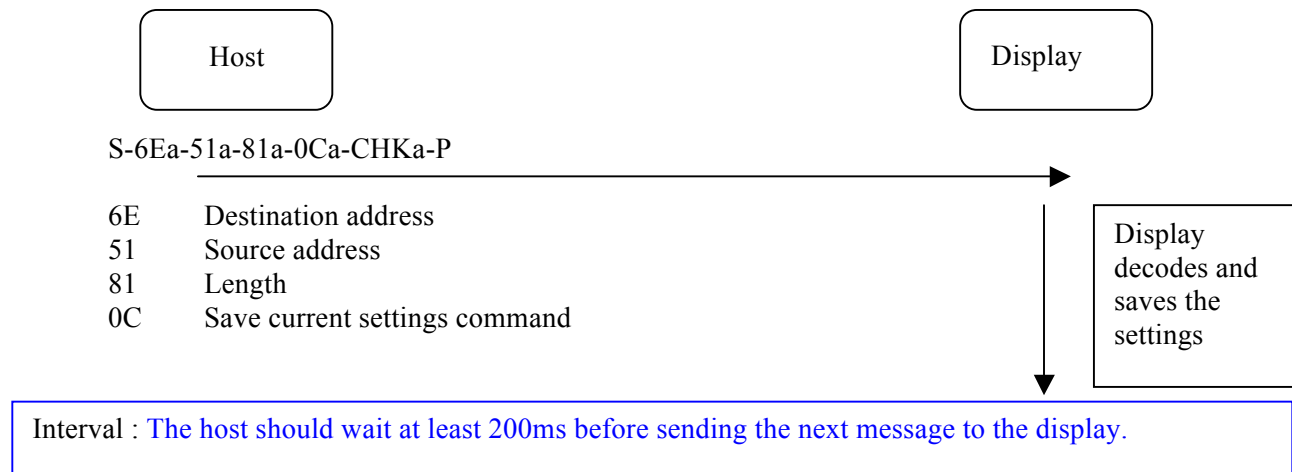 Host
Display
S-6Ea-51a-81a-0Ca-CHKa-P
6E Destination address
51 Source address
81 Length
0C Save current settings command
Display
decodes and
saves the
settings
Interval : The host should wait at least 200ms before sending the next message to the display.